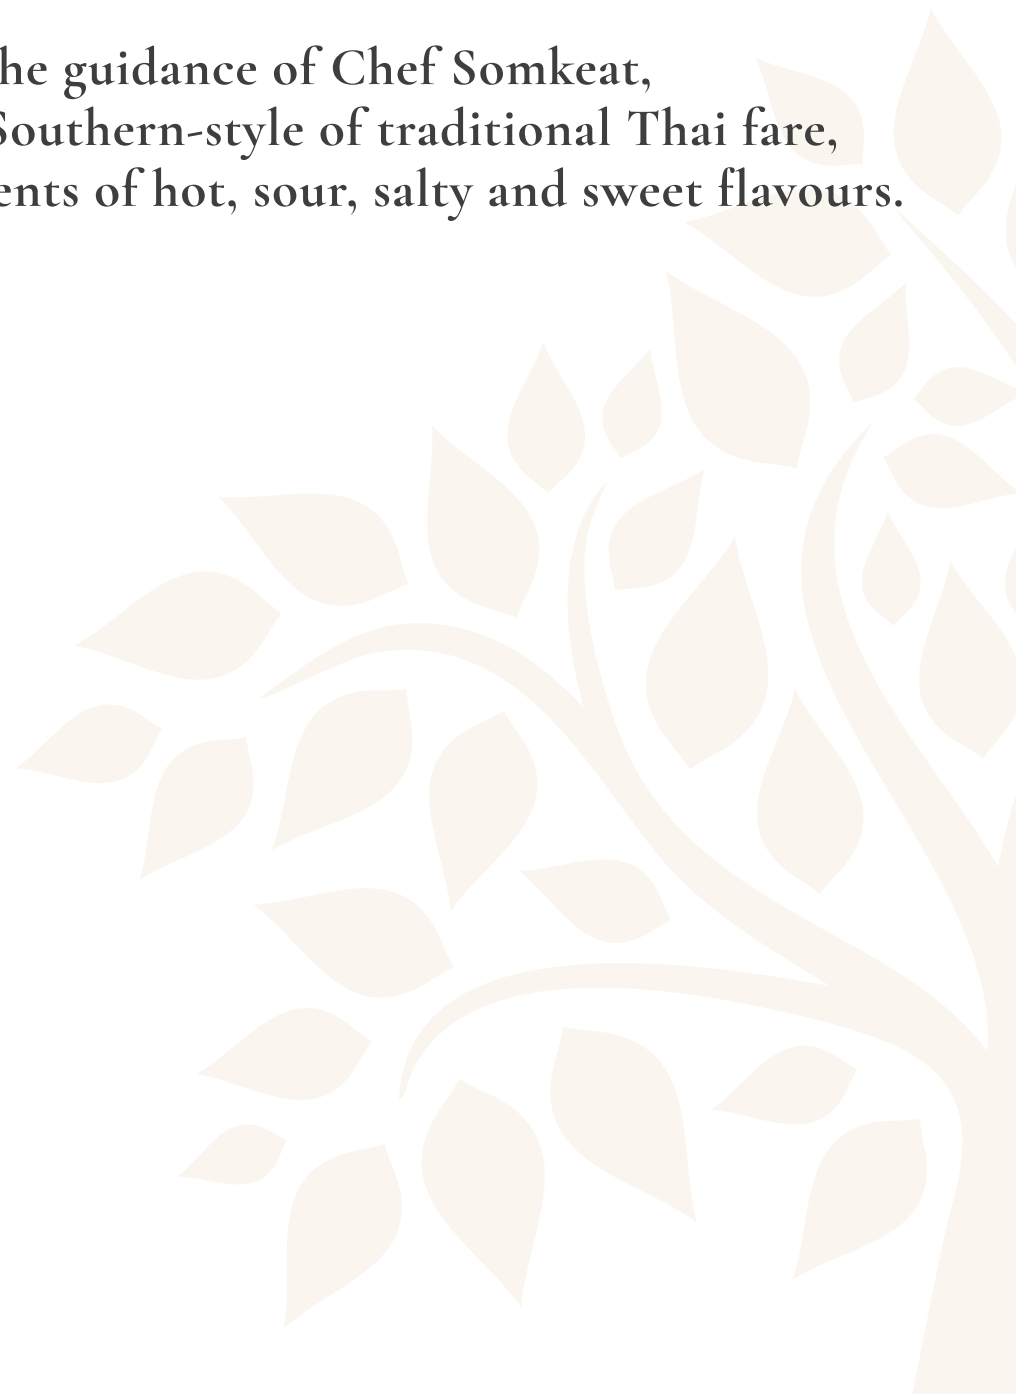 he guidance of Chef Somkeat,
Southern-style of traditional Thai fare,
ents of hot, sour, salty and sweet flavours.